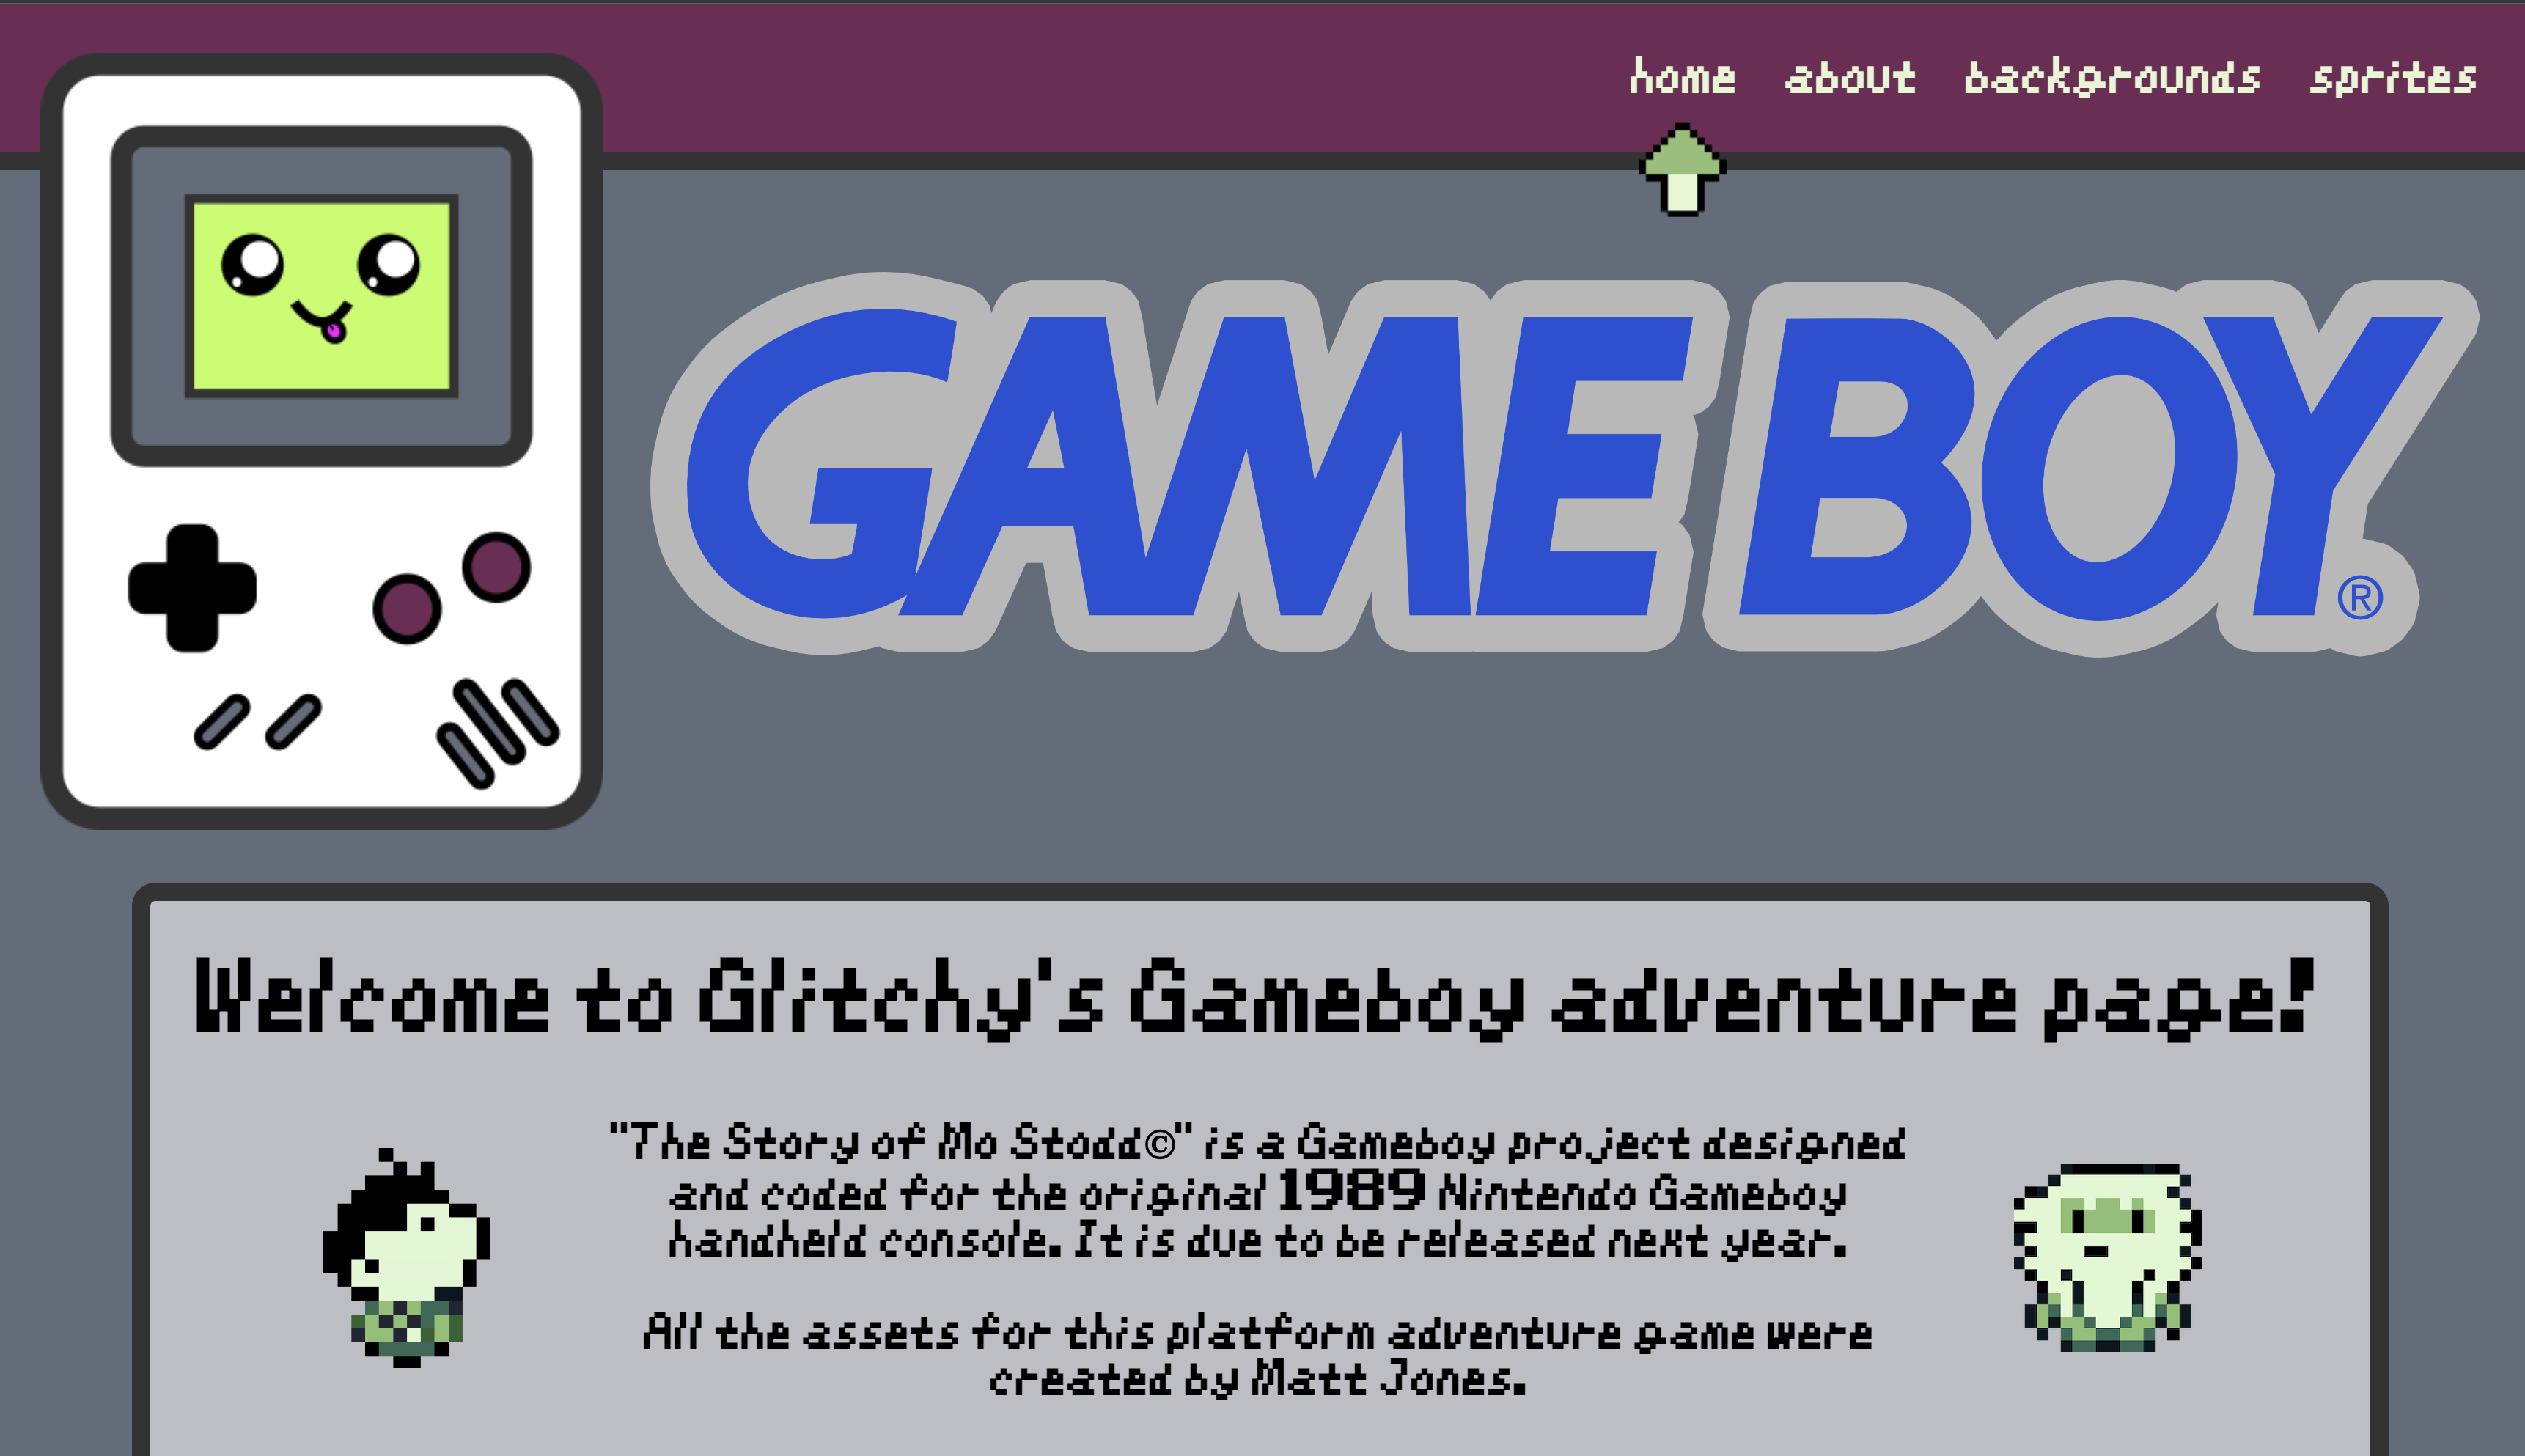 home about backgrounds sprites
GAME BOY®
Welcome to Glitchy's Gameboy adventure page!
"The Story of Mo Stodd©" is a Gameboy project designed
and coded for the original 1989 Nintendo Gameboy
handheld console. It is due to be released next year.
All the assets for this platform adventure game were
created by Matt Jones.